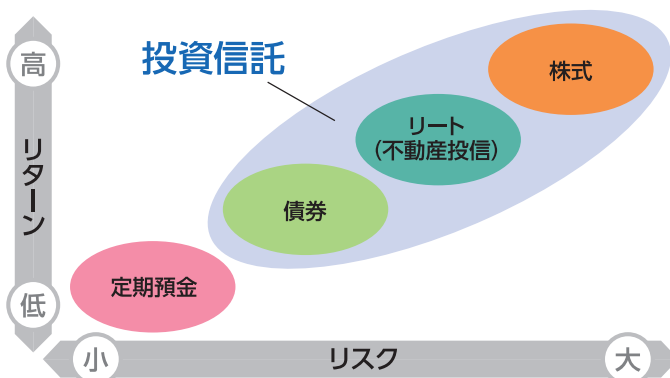 高
投資信託
株式
リート
(不動産投信)
リターン
債券
定期預金
低
小
リスク
大